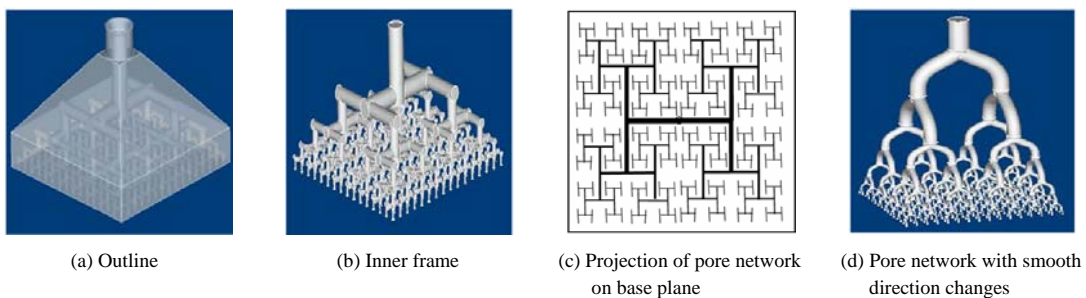 (a) Outline
(b) Inner frame
(c) Projection of pore network
on base plane
(d) Pore network with smooth
direction changes